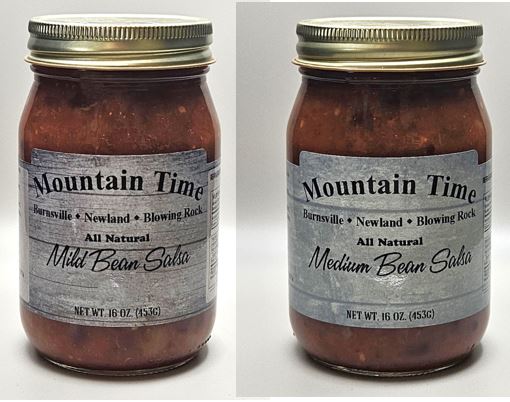 Mountain Time
Burnsville • Newland • Blowing Rock
All Natural
Mild Bean Salsa
NET WT. 16 OZ. (453G)
Mountain Time
Burnsville • Newland • Blowing Rock
All Natural
Medium Bean Salsa
NET WT. 16 OZ. (453G)